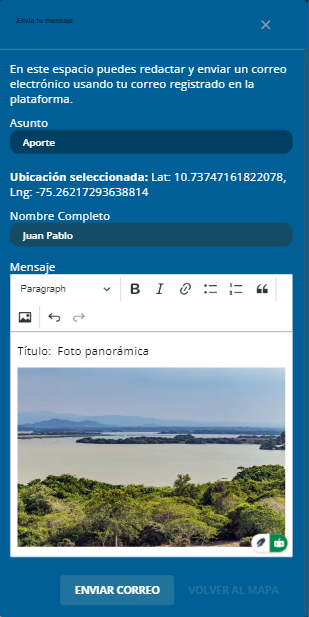 Envía tu mensaje
En este espacio puedes redactar y enviar un correo
electrónico usando tu correo registrado en la
plataforma.
Asunto
Aporte
Ubicación seleccionada: Lat: 10.73747161822078,
Lng: -75.26217293638814
Nombre Completo
Juan Pablo
Mensaje
Paragraph
Título: Foto panorámica
ENVIAR CORREO
VOLVER AL MAPA